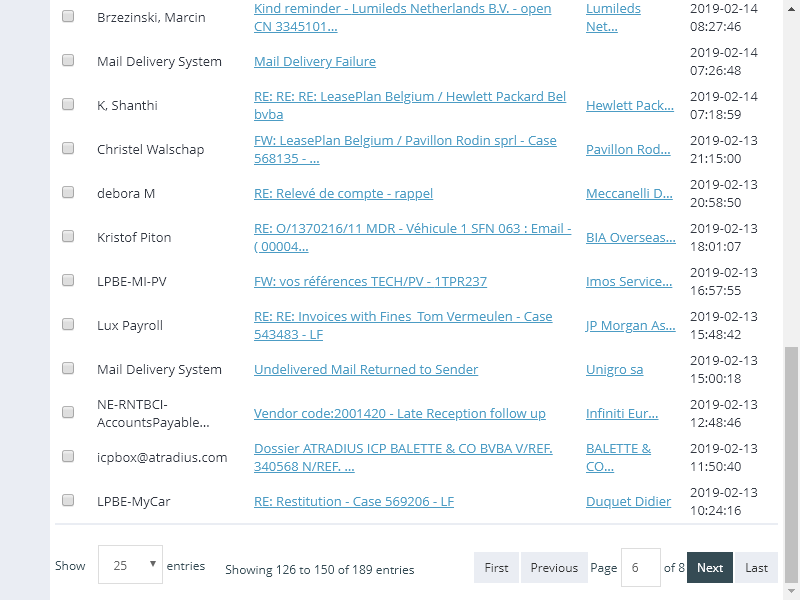 Brzezinski, Marcin
Kind reminder - Lumileds Netherlands B.V. - open
CN 3345101...
Lumileds
Net...
2019-02-14
08:27:46
Mail Delivery System
Mail Delivery Failure
2019-02-14
07:26:48
K, Shanthi
RE: RE: RE: LeasePlan Belgium / Hewlett Packard Bel
bvba
Hewlett Pack...
2019-02-14
07:18:59
Christel Walschap
FW: LeasePlan Belgium / Pavillon Rodin sprl - Case
568135 - ...
Pavillon Rod...
2019-02-13
21:15:00
debora M
RE: Relevé de compte - rappel
Meccanelli D...
2019-02-13
20:58:50
Kristof Piton
RE: O/1370216/11 MDR - Véhicule 1 SFN 063 : Email -
( 00004...
BIA Overseas...
2019-02-13
18:01:07
LPBE-MI-PV
FW: vos références TECH/PV - 1TPR237
Imos Service...
2019-02-13
16:57:55
Lux Payroll
RE: RE: Invoices with Fines Tom Vermeulen - Case
543483 - LF
JP Morgan As...
2019-02-13
15:48:42
Mail Delivery System
Undelivered Mail Returned to Sender
Unigro sa
2019-02-13
15:00:18
NE-RNTBCI-
AccountsPayable...
Vendor code:2001420 - Late Reception follow up
Infiniti Eur...
2019-02-13
12:48:46
icpbox@atradius.com
Dossier ATRADIUS ICP BALETTE & CO BVBA V/REF.
340568 N/REF. ...
BALETTE &
CO...
2019-02-13
11:50:40
LPBE-MyCar
RE: Restitution - Case 569206 - LF
Duquet Didier
2019-02-13
10:24:16
Show 25 entries Showing 126 to 150 of 189 entries First Previous Page 6 of 8 Next Last